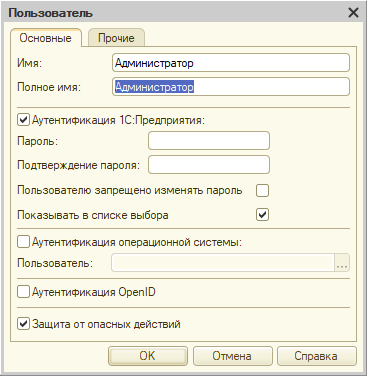 Пользователь
Основные Прочие
Имя: Администратор
Полное имя: Администратор
Аутентификация 1С:Предприятия:
Пароль:
Подтверждение пароля:
Пользователю запрещено изменять пароль
Показывать в списке выбора
Аутентификация операционной системы:
Пользователь: ...
Аутентификация OpenID
Защита от опасных действий
OK Отмена Справка